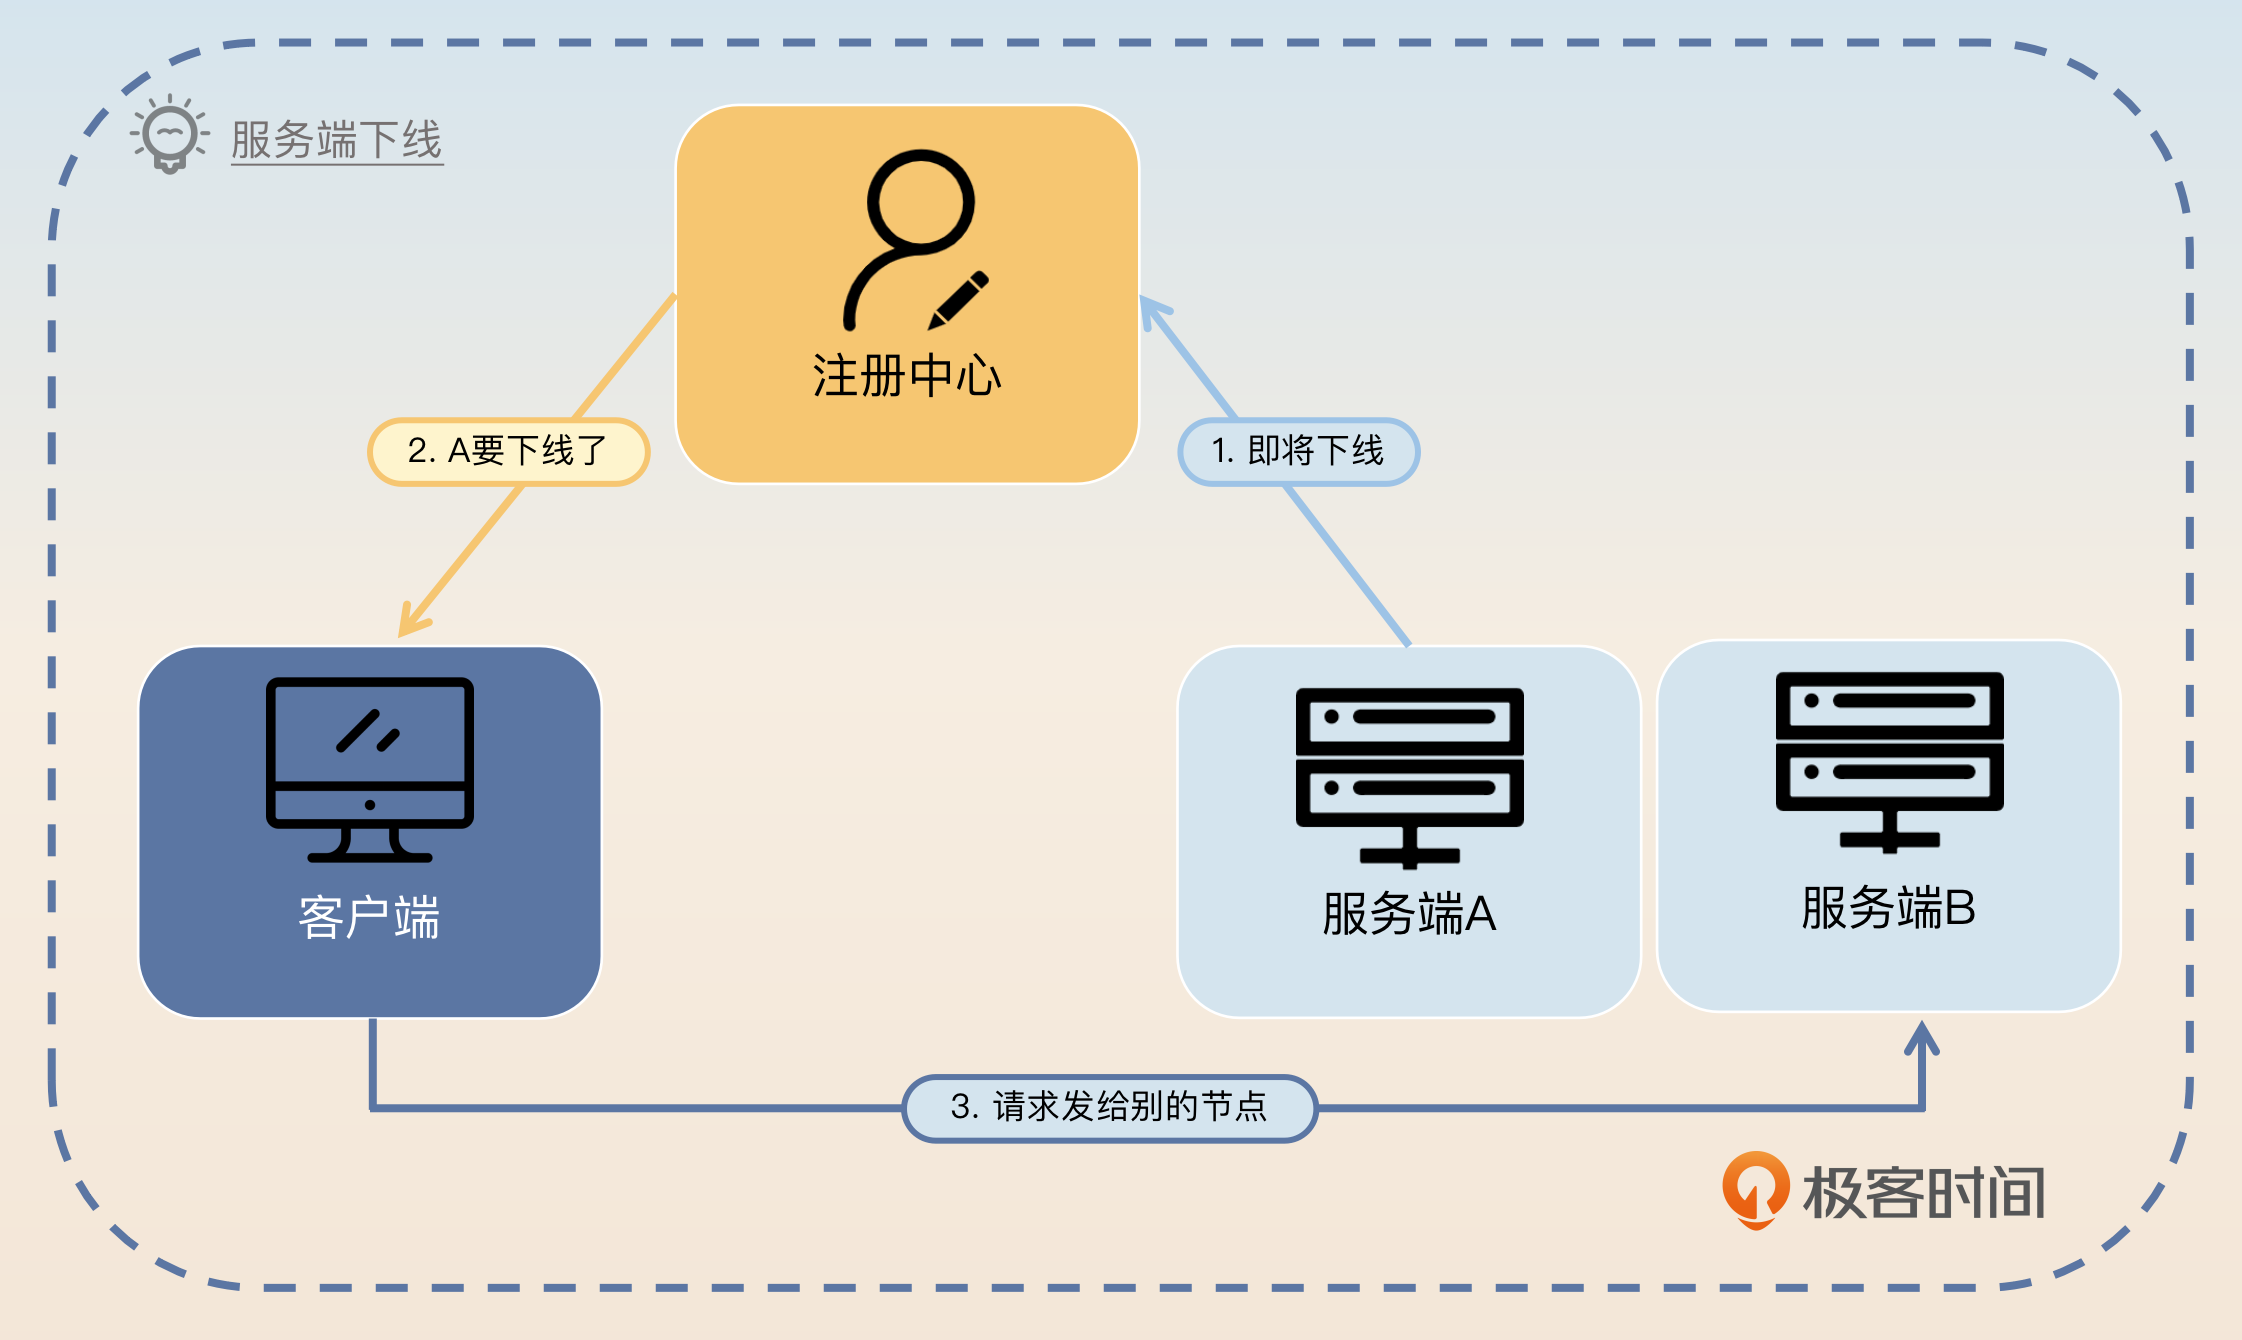 服务端下线
注册中心
2. A要下线了
1. 即将下线
客户端
服务端A
服务端B
3. 请求发给别的节点
极客时间